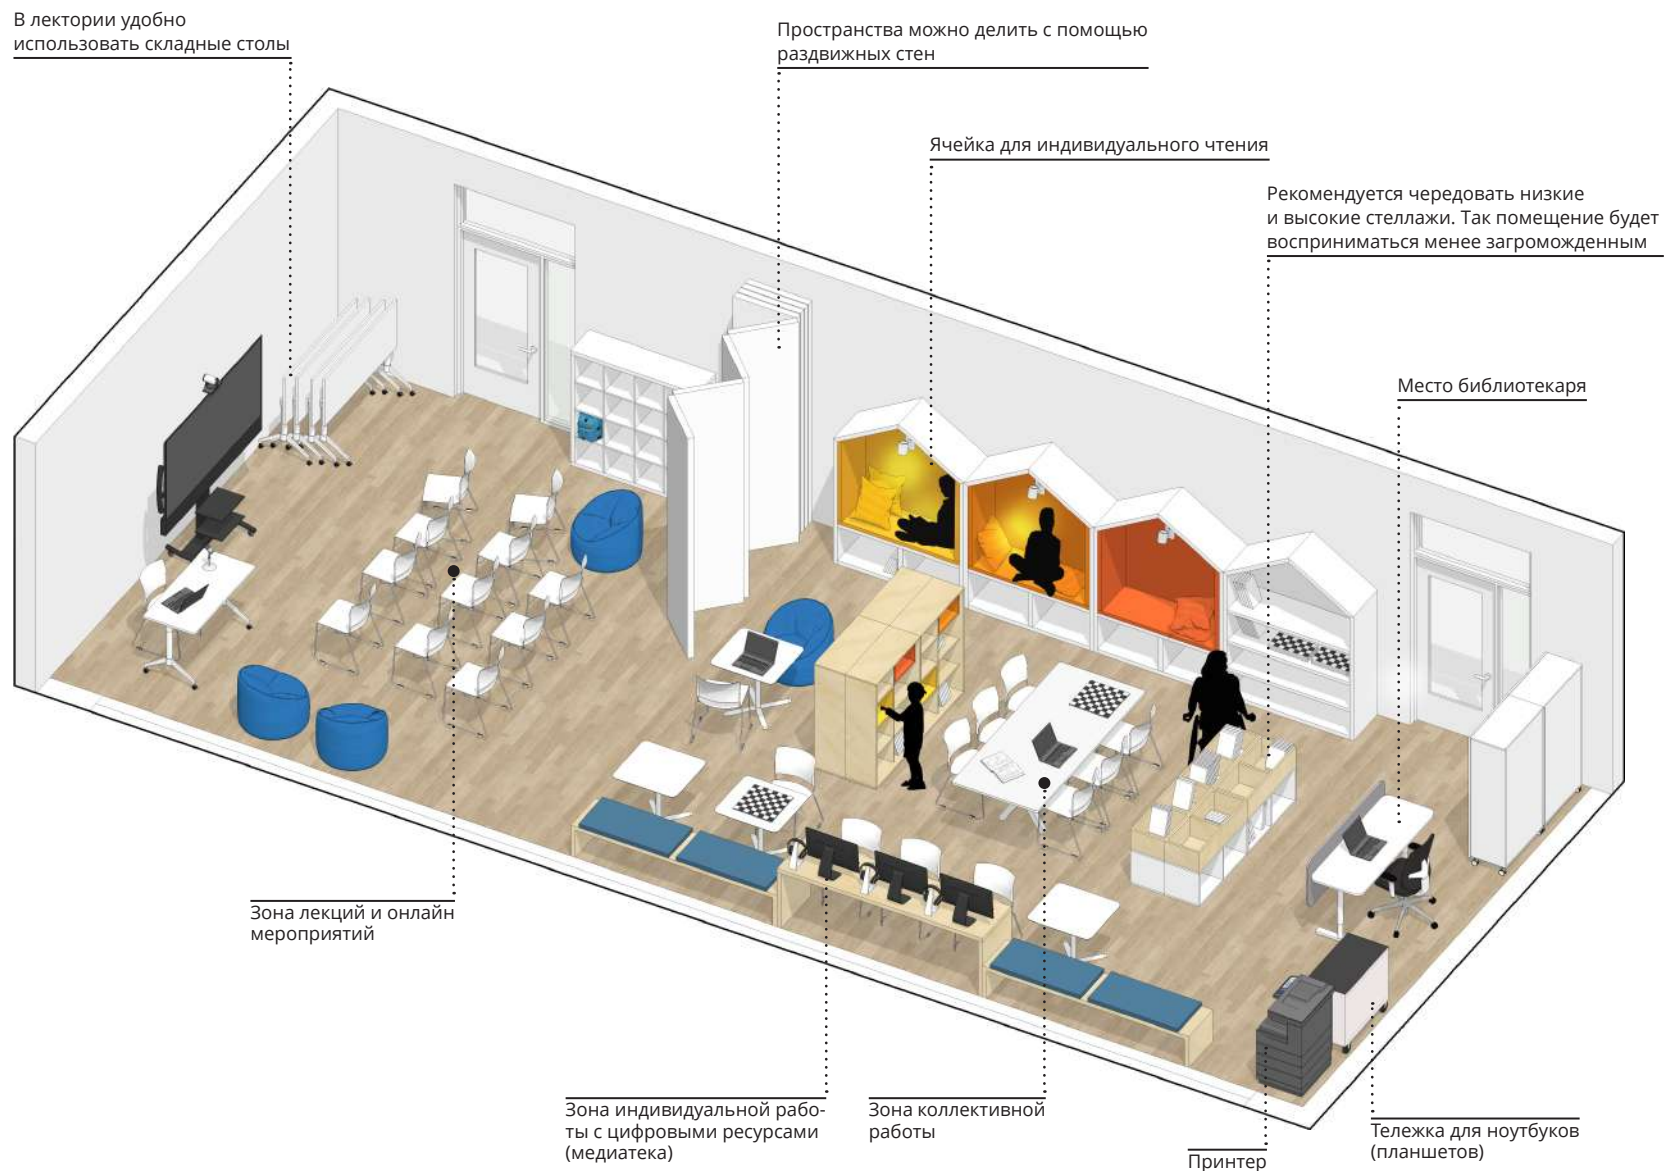 В лектории удобно
использовать складные столы
Пространства можно делить с помощью
раздвижных стен
Ячейка для индивидуального чтения
Рекомендуется чередовать низкие
и высокие стеллажи. Так помещение будет
восприниматься менее загроможденным
Место библиотекаря
Зона лекций и онлайн
мероприятий
Зона индивидуальной рабо-
ты с цифровыми ресурсами
(медиатека)
Зона коллективной
работы
Принтер
Тележка для ноутбуков
(планшетов)